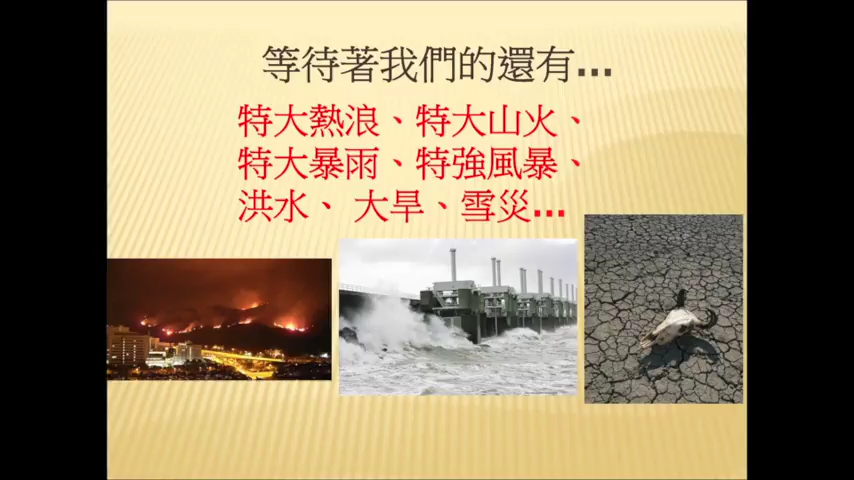 等待著我們的還有...
特大熱浪、特大山火、
特大暴雨、特強風暴、
洪水、 大旱、雪災...